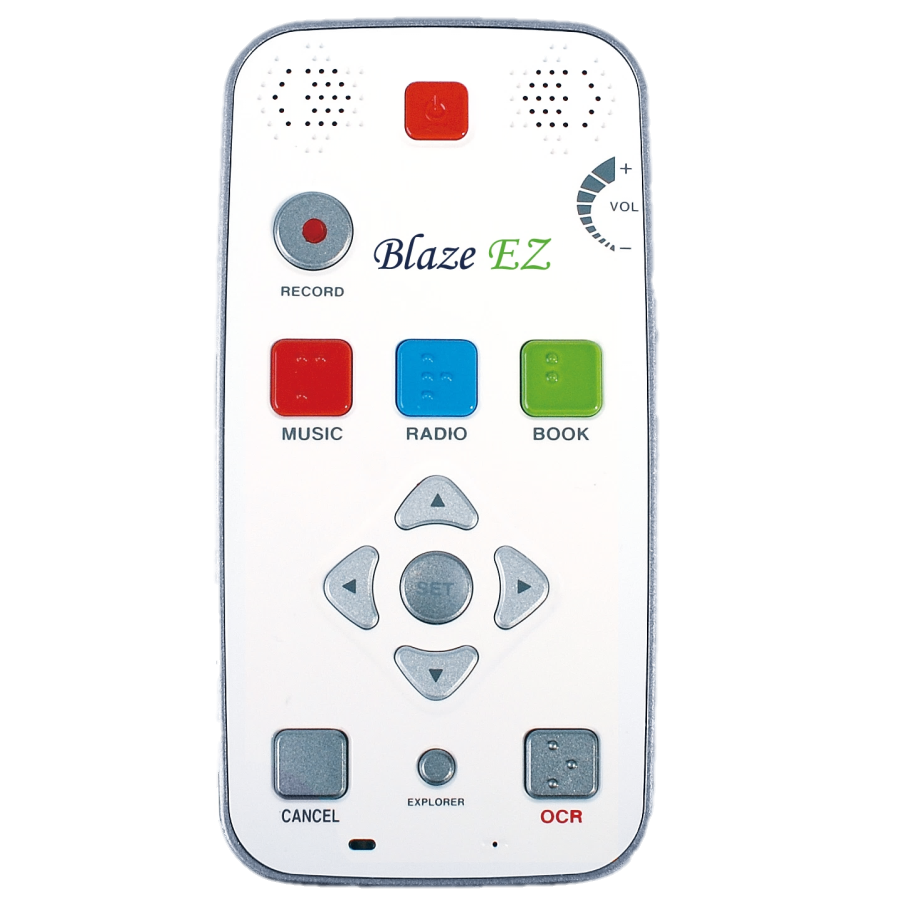 +
VOL
−
Blaze EZ
RECORD
MUSIC RADIO BOOK
SET
CANCEL EXPLORER OCR